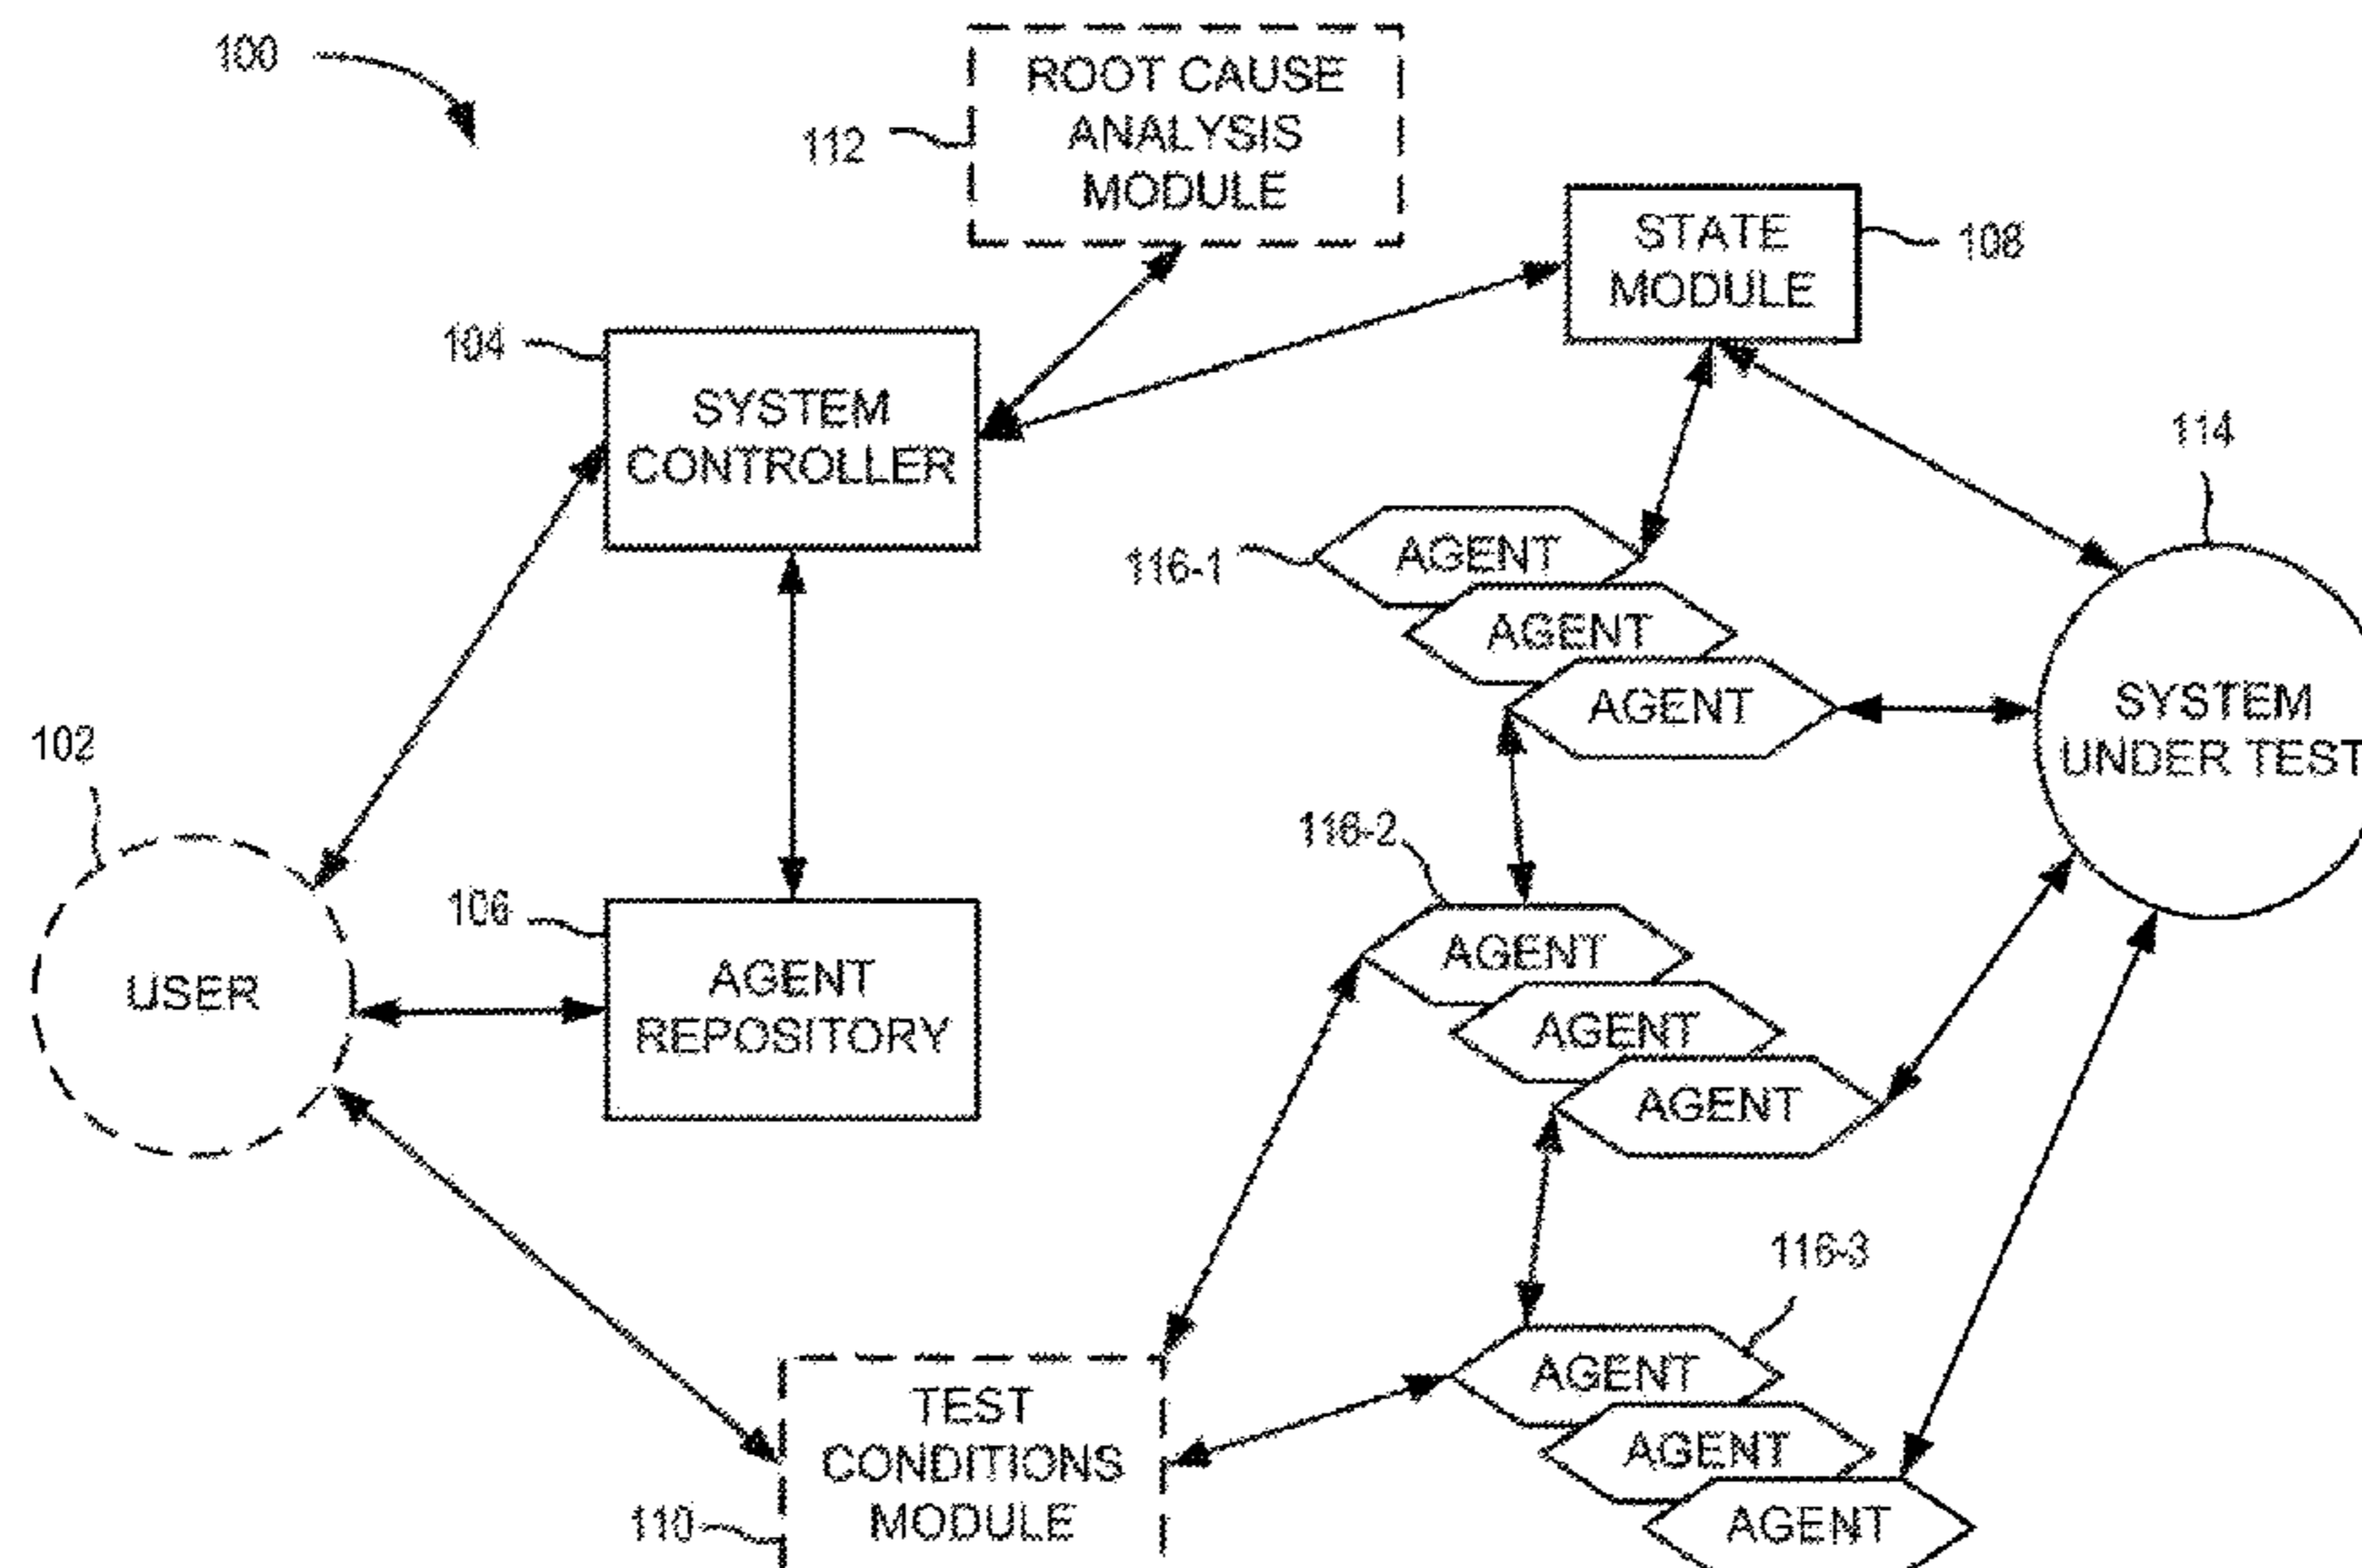 100
ROOT CAUSE
ANALYSIS
MODULE
112
STATE
MODULE
108
104
SYSTEM
CONTROLLER
114
116-1
AGENT
AGENT
AGENT
SYSTEM
UNDER TEST
102
116-2
106
USER
AGENT
REPOSITORY
AGENT
AGENT
AGENT
116-3
TEST
CONDITIONS
MODULE
110
AGENT
AGENT
AGENT